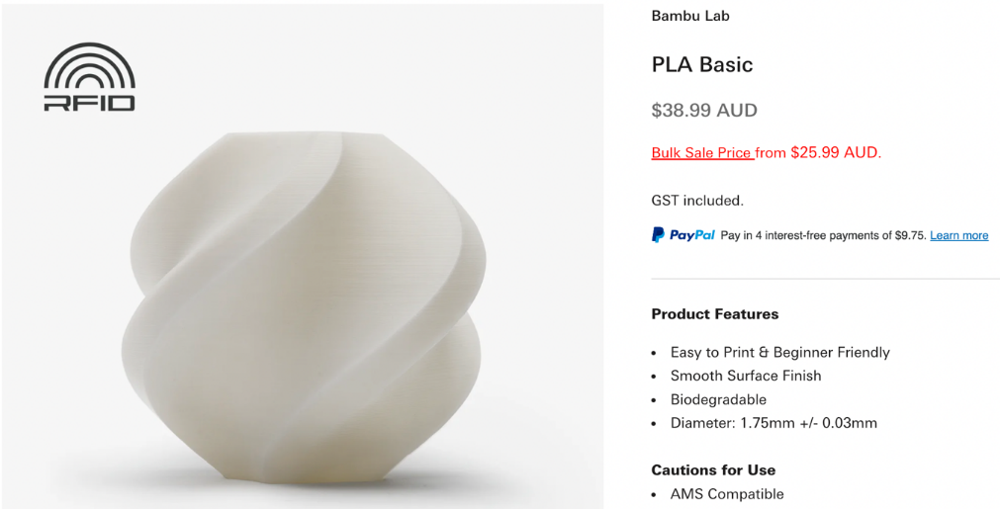 RFID
Bambu Lab
PLA Basic
$38.99 AUD
Bulk Sale Price from $25.99 AUD.
GST included.
PayPal Pay in 4 interest-free payments of $9.75. Learn more
Product Features
• Easy to Print & Beginner Friendly
• Smooth Surface Finish
• Biodegradable
• Diameter: 1.75mm +/- 0.03mm
Cautions for Use
• AMS Compatible